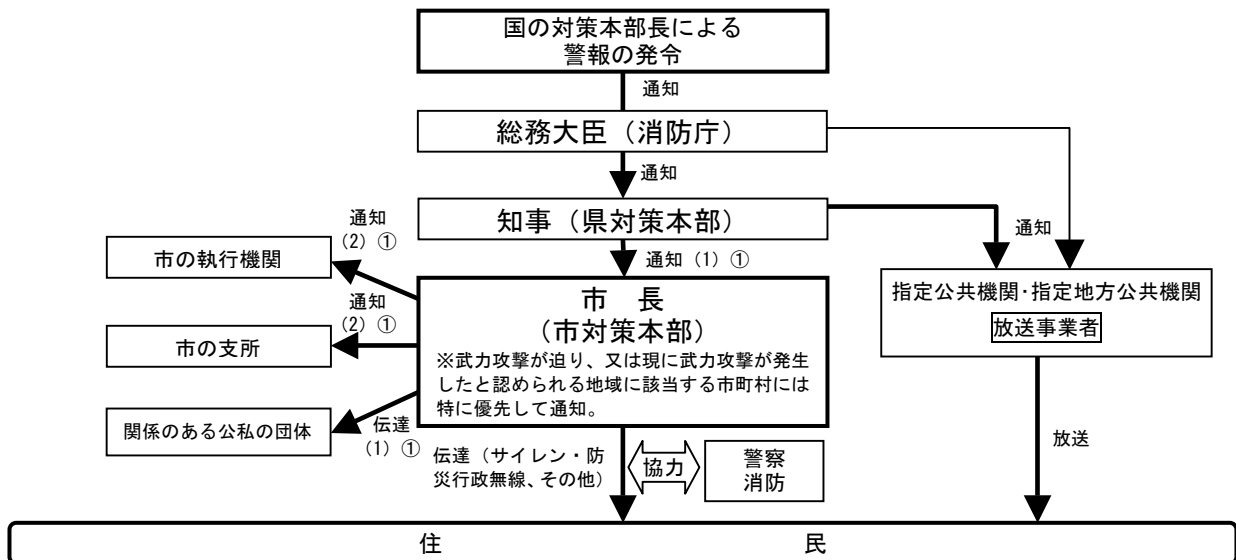 国の対策本部長による
警報の発令
通知
総務大臣（消防庁）
通知
知事（県対策本部）
通知
通知
(2) ①
通知 (1) ①
市の執行機関
指定公共機関・指定地方公共機関
放送事業者
市　長
（市対策本部）
※武力攻撃が迫り、又は現に武力攻撃が発生
したと認められる地域に該当する市町村には
特に優先して通知。
通知
(2) ①
市の支所
関係のある公私の団体
伝達
(1) ①
伝達（サイレン・防
災行政無線、その他）
協力
警察
消防
放送
住　民